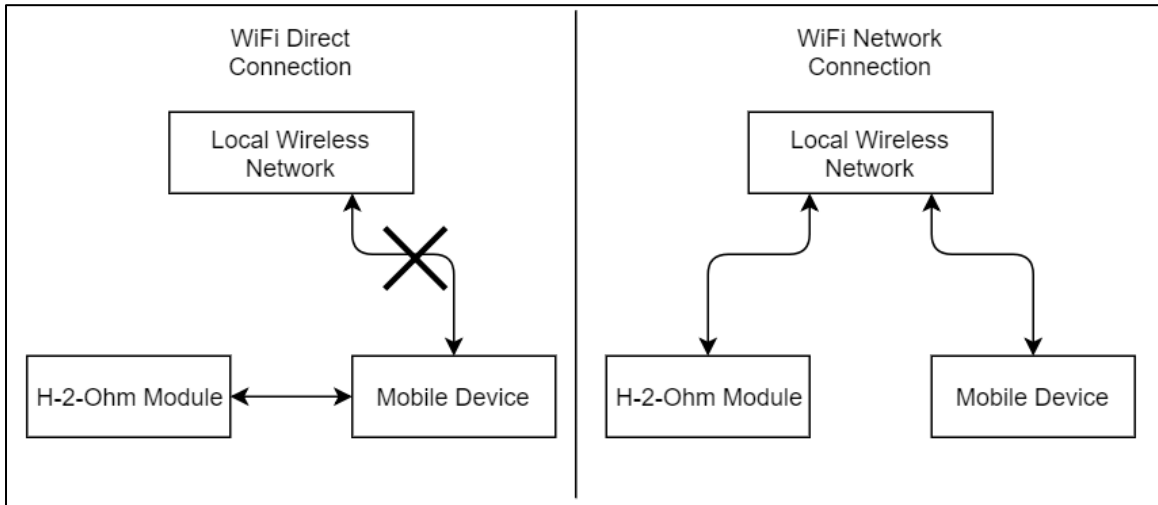 WiFi Direct
Connection
Local Wireless
Network
H-2-Ohm Module
Mobile Device
WiFi Network
Connection
Local Wireless
Network
H-2-Ohm Module
Mobile Device